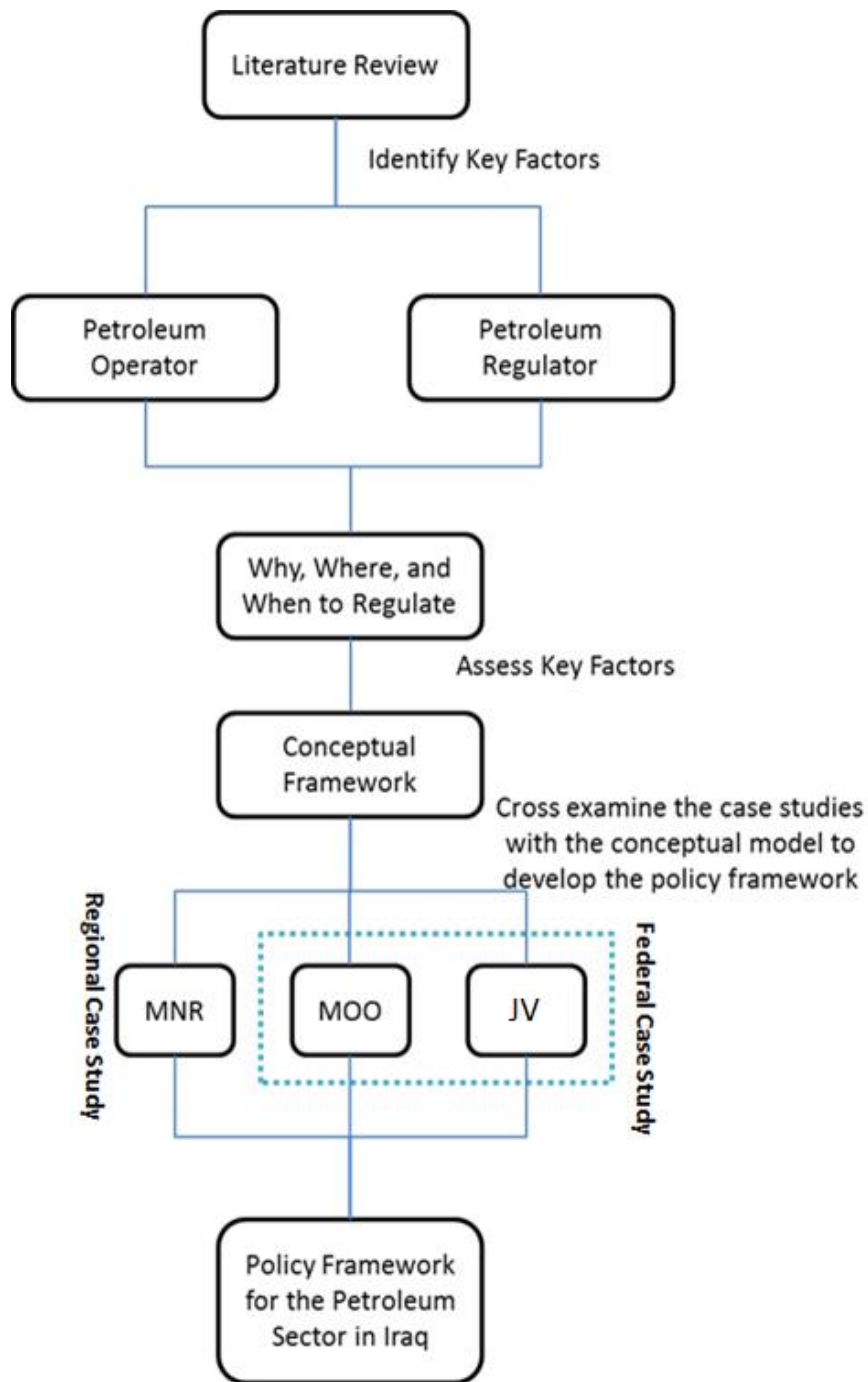 Literature Review
Identify Key Factors
Petroleum
Operator
Petroleum
Regulator
Why, Where, and
When to Regulate
Assess Key Factors
Conceptual
Framework
Cross examine the case studies
with the conceptual model to
develop the policy framework
Regional Case Study
MNR
MOO
JV
Federal Case Study
Policy Framework
for the Petroleum
Sector in Iraq